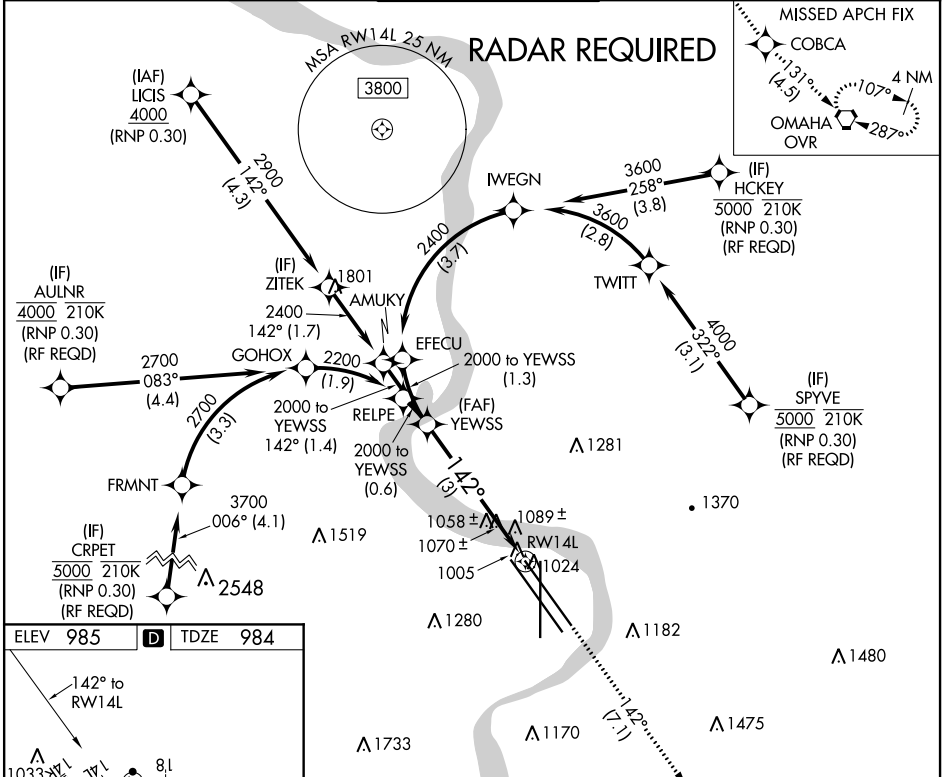 RADAR REQUIRED
MSA RW14L 25 NM
3800
MISSED APCH FIX
COBCA
131°
(4.5)
4 NM
107°
OMAHA
OVR
287°
(IAF)
LICIS
4000
(RNP 0.30)
2900
142°
(4.3)
IWEGN
3600
258°
(3.8)
(IF)
HCKEY
5000 210K
(RNP 0.30)
(RF REQD)
3600
(2.8)
2400
(3.7)
TWITT
(IF)
ZITEK
1801
AMUKY
2400
142° (1.7)
(IF)
AULNR
4000 210K
(RNP 0.30)
(RF REQD)
2700
083°
(4.4)
GOHOX
2200
(1.9)
EFECU
2000 to YEWSS
(1.3)
4000
322°
(3.1)
(IF)
SPYVE
5000 210K
(RNP 0.30)
(RF REQD)
2000 to
YEWSS
142° (1.4)
RELPE
(FAF)
YEWSS
2000 to
YEWSS
(0.6)
2700
(3.3)
FRMNT
3700
006° (4.1)
(IF)
CRPET
5000 210K
(RNP 0.30)
(RF REQD)
2548
1519
142°
(3)
1281
1370
1058 ±
1089 ±
1070 ±
RW14L
1005
1024
1280
1182
1480
142°
(7.1)
1475
1170
1733
ELEV 985 D TDZE 984
142° to
RW14L
1033
14R
14L
18